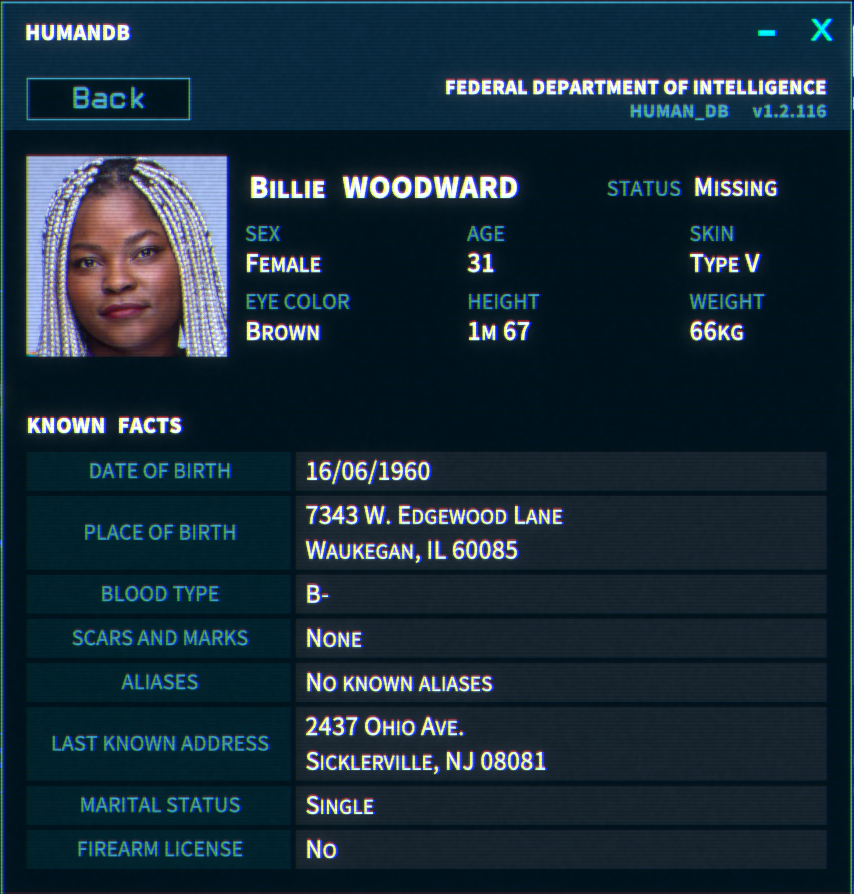 HUMANDB
– X
Back
FEDERAL DEPARTMENT OF INTELLIGENCE
HUMAN_DB v1.2.116
BILLIE WOODWARD
STATUS MISSING
SEX AGE SKIN
FEMALE 31 TYPE V
EYE COLOR HEIGHT WEIGHT
BROWN 1M 67 66KG
KNOWN FACTS
DATE OF BIRTH 16/06/1960
PLACE OF BIRTH 7343 W. EDGEWOOD LANE
WAUKEGAN, IL 60085
BLOOD TYPE B-
SCARS AND MARKS NONE
ALIASES NO KNOWN ALIASES
LAST KNOWN ADDRESS 2437 OHIO AVE.
SICKLERVILLE, NJ 08081
MARITAL STATUS SINGLE
FIREARM LICENSE NO